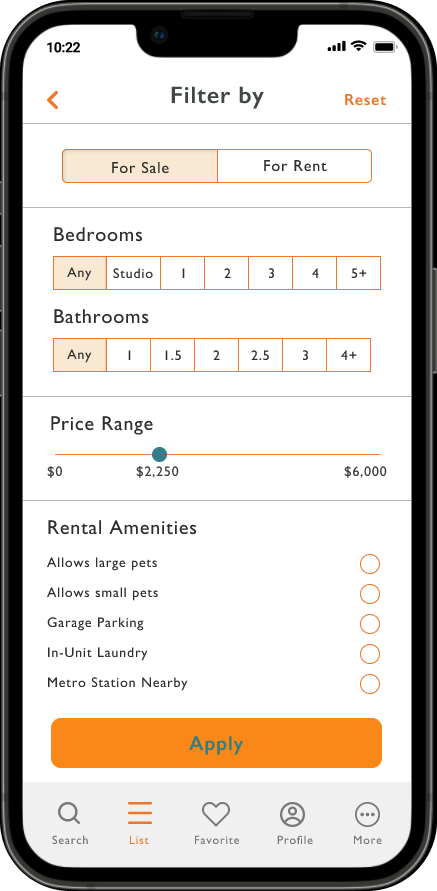 10:22
Filter by
Reset
For Sale
For Rent
Bedrooms
Any Studio 1 2 3 4 5+
Bathrooms
Any 1 1.5 2 2.5 3 4+
Price Range
$0 $2,250 $6,000
Rental Amenities
Allows large pets
Allows small pets
Garage Parking
In-Unit Laundry
Metro Station Nearby
Apply
Search List Favorite Profile More